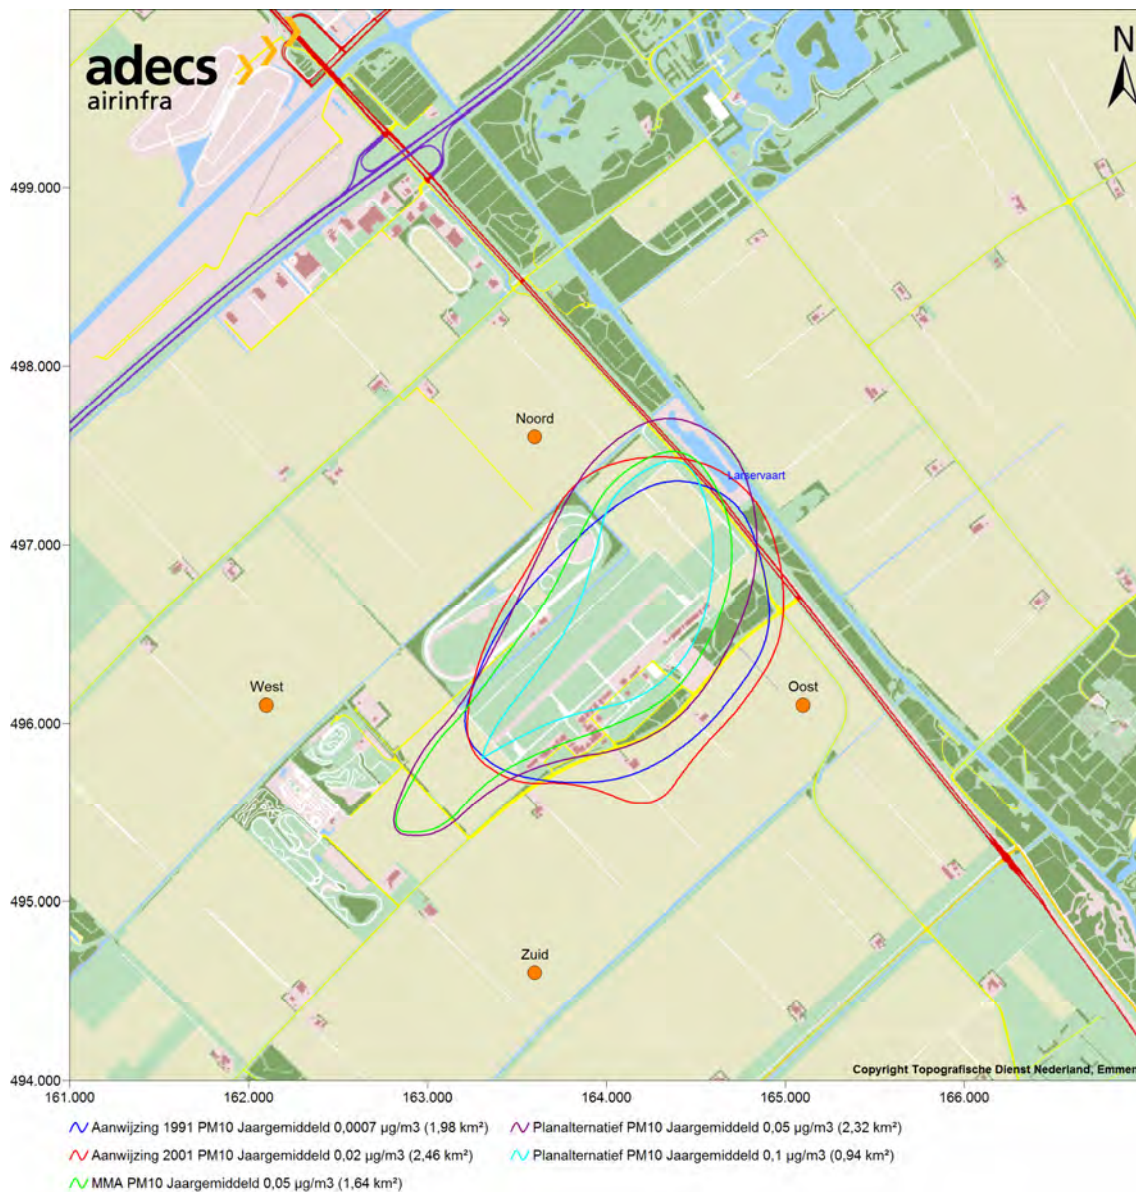 adecs
airinfra
N
499.000
498.000
Noord
Larservaart
497.000
West
Oost
496.000
495.000
Zuid
494.000
Copyright Topografische Dienst Nederland, Emmen
161.000 162.000 163.000 164.000 165.000 166.000
Aanwijzing 1991 PM10 Jaargemiddeld 0,0007 µg/m3 (1,98 km²)
Planalternatief PM10 Jaargemiddeld 0,05 µg/m3 (2,32 km²)
Aanwijzing 2001 PM10 Jaargemiddeld 0,02 µg/m3 (2,46 km²)
Planalternatief PM10 Jaargemiddeld 0,1 µg/m3 (0,94 km²)
MMA PM10 Jaargemiddeld 0,05 µg/m3 (1,64 km²)